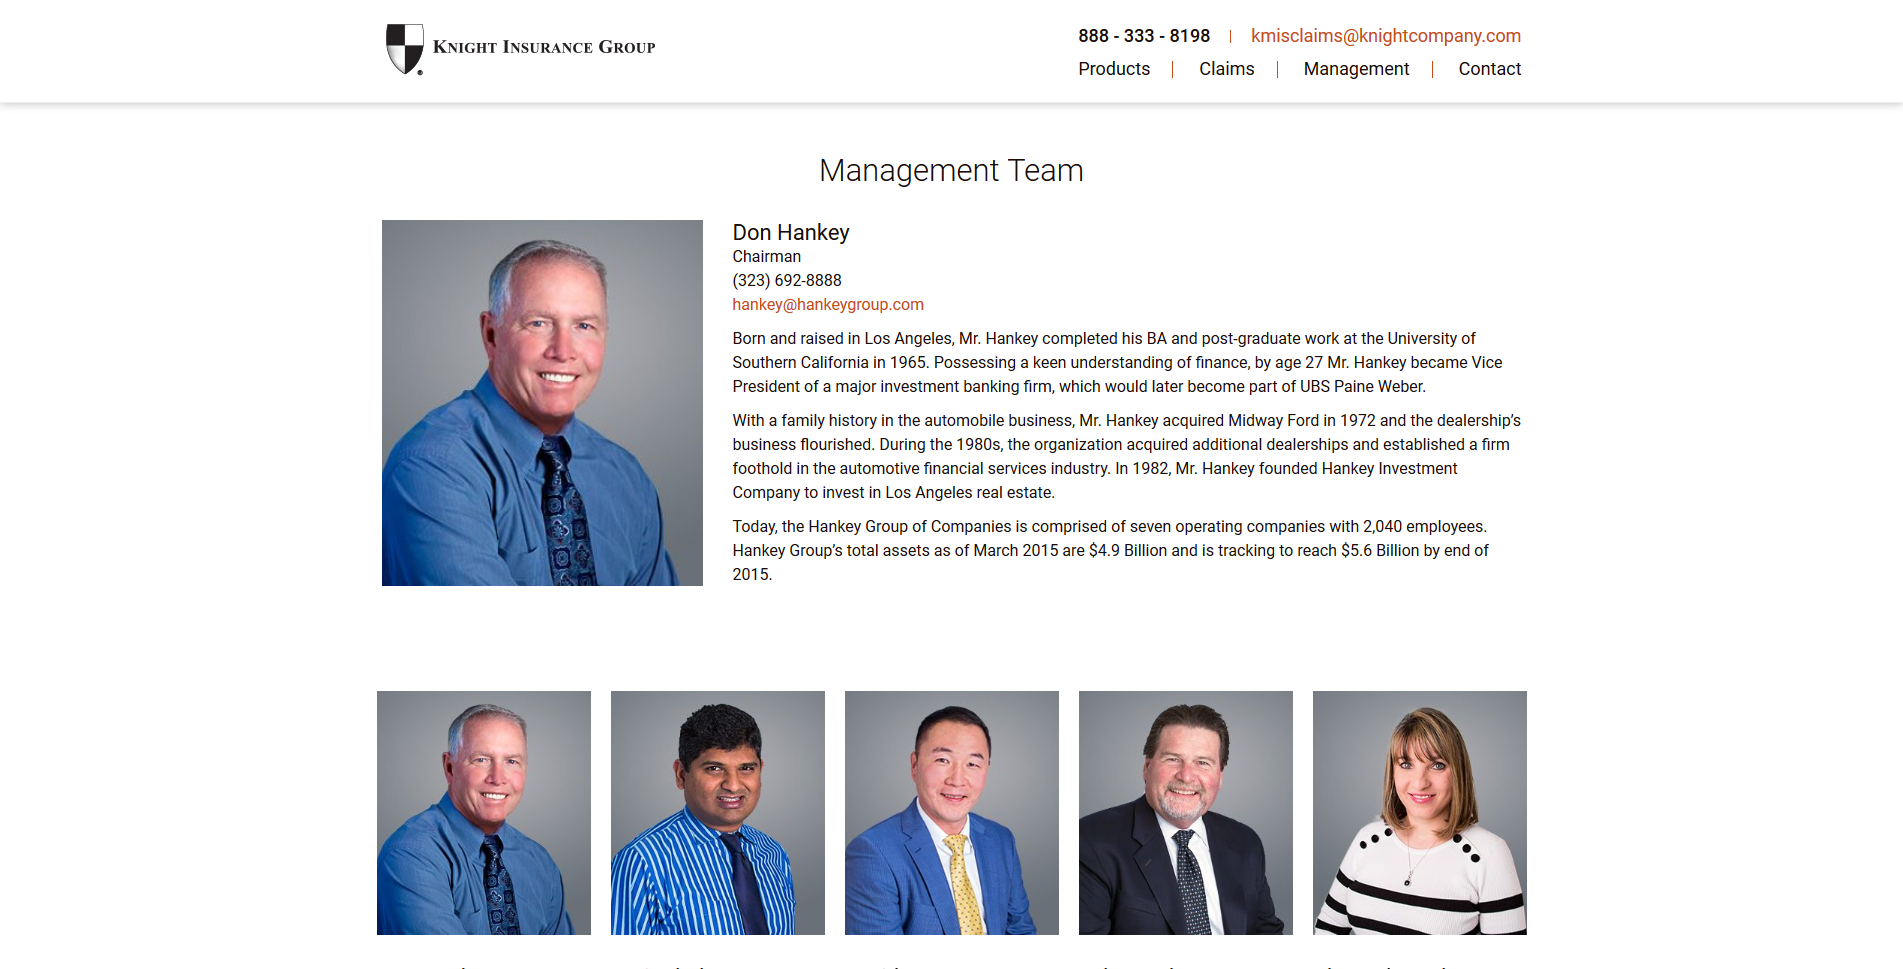 KNIGHT INSURANCE GROUP
888 - 333 - 8198 | kmisclaims@knightcompany.com
Products | Claims | Management | Contact
Management Team
Don Hankey
Chairman
(323) 692-8888
hankey@hankeygroup.com
Born and raised in Los Angeles, Mr. Hankey completed his BA and post-graduate work at the University of
Southern California in 1965. Possessing a keen understanding of finance, by age 27 Mr. Hankey became Vice
President of a major investment banking firm, which would later become part of UBS Paine Weber.
With a family history in the automobile business, Mr. Hankey acquired Midway Ford in 1972 and the dealership’s
business flourished. During the 1980s, the organization acquired additional dealerships and established a firm
foothold in the automotive financial services industry. In 1982, Mr. Hankey founded Hankey Investment
Company to invest in Los Angeles real estate.
Today, the Hankey Group of Companies is comprised of seven operating companies with 2,040 employees.
Hankey Group’s total assets as of March 2015 are $4.9 Billion and is tracking to reach $5.6 Billion by end of
2015.